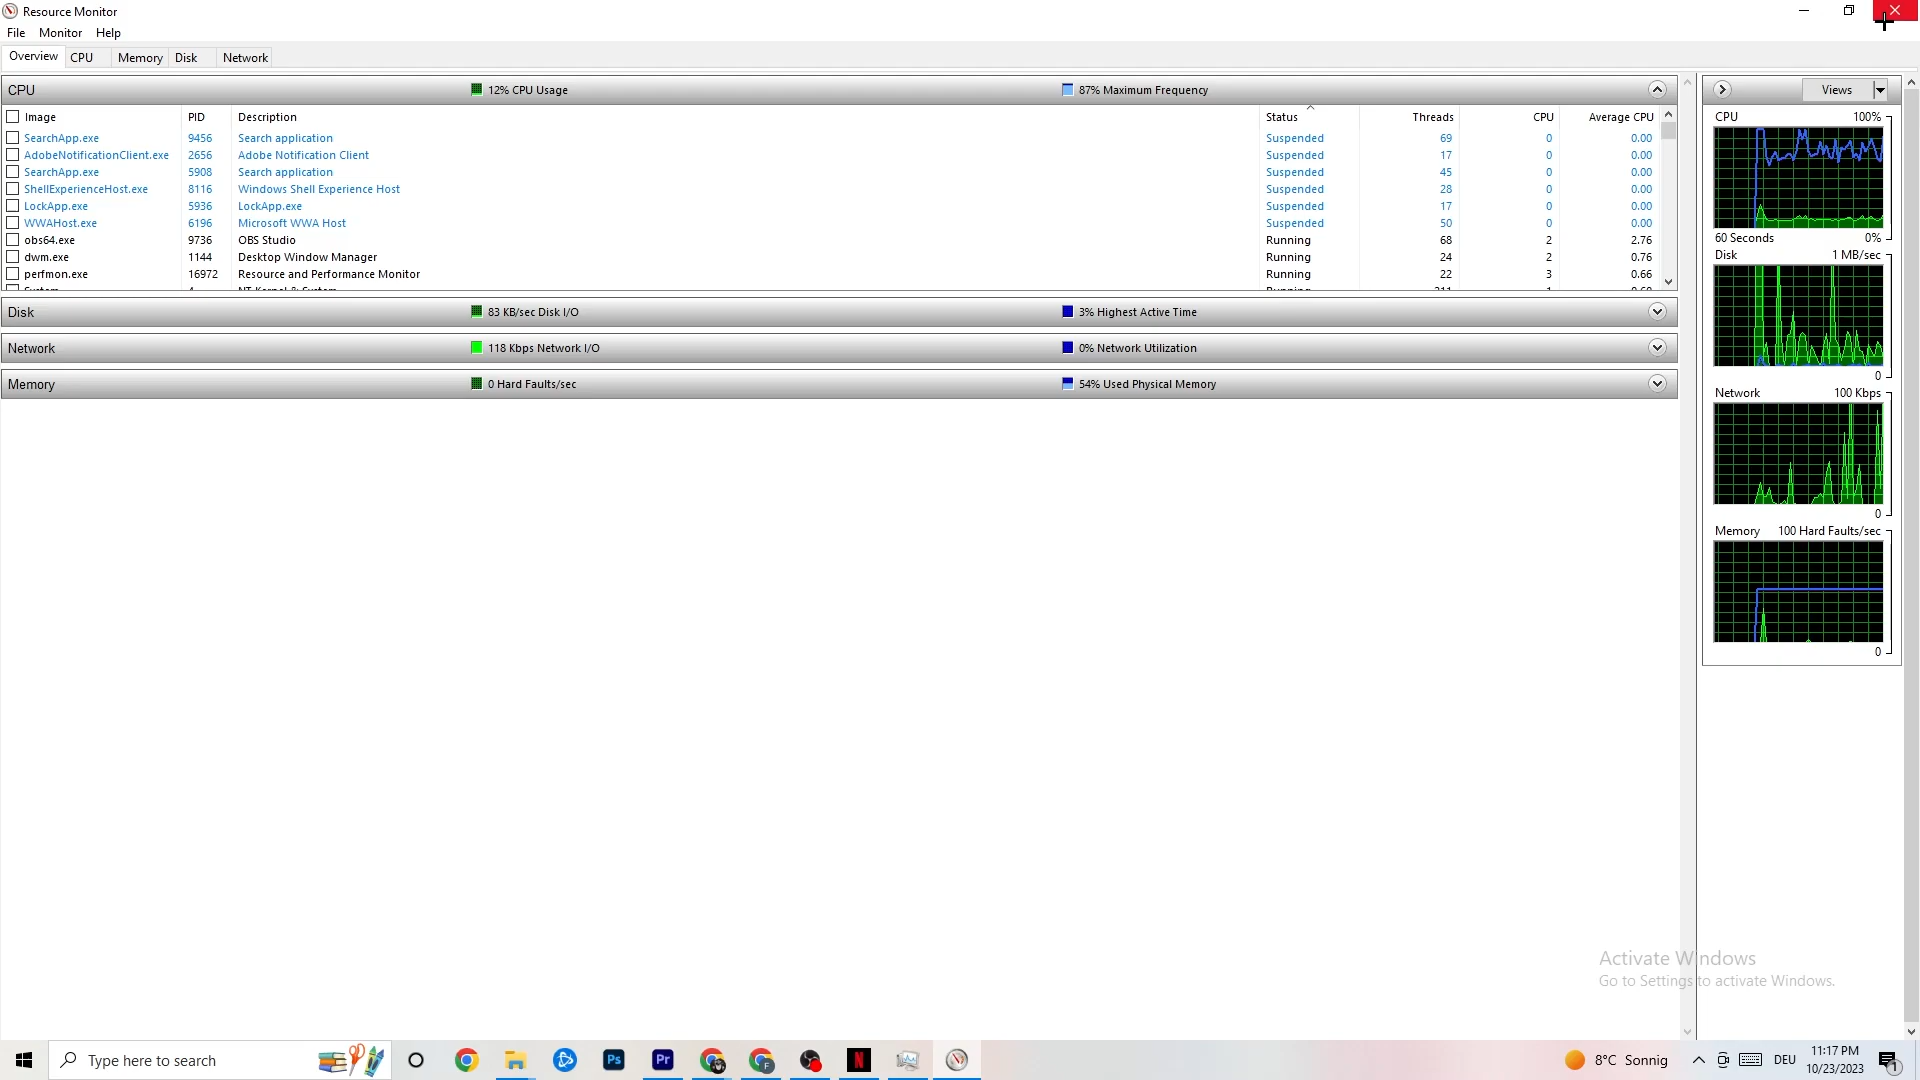 Resource Monitor
File Monitor Help
Overview CPU Memory Disk Network
CPU 12% CPU Usage 87% Maximum Frequency
Image PID Description Status Threads CPU Average CPU
SearchApp.exe 9456 Search application Suspended 69 0 0.00
AdobeNotificationClient.exe 2656 Adobe Notification Client Suspended 17 0 0.00
SearchApp.exe 5908 Search application Suspended 45 0 0.00
ShellExperienceHost.exe 8116 Windows Shell Experience Host Suspended 28 0 0.00
LockApp.exe 5936 LockApp.exe Suspended 17 0 0.00
WWAHost.exe 6196 Microsoft WWA Host Suspended 50 0 0.00
obs64.exe 9736 OBS Studio Running 68 2 2.76
dwm.exe 1144 Desktop Window Manager Running 24 2 0.76
perfmon.exe 16972 Resource and Performance Monitor Running 22 3 0.66
Disk 83 KB/sec Disk I/O 3% Highest Active Time
Network 118 Kbps Network I/O 0% Network Utilization
Memory 0 Hard Faults/sec 54% Used Physical Memory
Views
CPU 100%
60 Seconds 0%
Disk 1 MB/sec
0
Network 100 Kbps
0
Memory 100 Hard Faults/sec
0
Activate Windows
Go to Settings to activate Windows.
Type here to search
Ps
Pr
F
N
8°C Sonnig
DEU
11:17 PM
10/23/2023
1